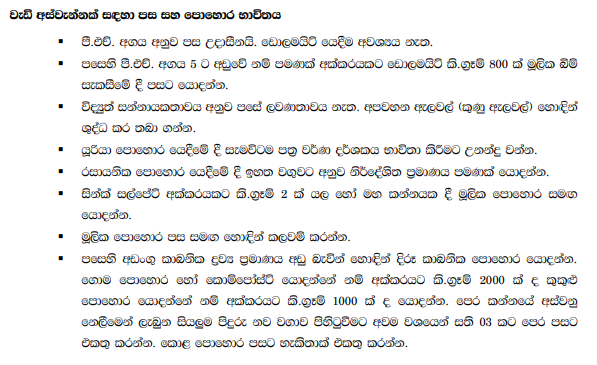 වැඩි අස්වැන්නක් සඳහා පස සහ පොහොර භාවිතය
▪ පී.එච්. අගය අනුව පස උදාසීනයි. ඩොලමයිට් යෙදීම අවශ්‍යය නැත.
▪ පසෙහි පී.එච්. අගය 5 ට අඩුවේ නම් පමණක් අක්කරයකට ඩොලමයිට් කි.ග්‍රෑම් 800 ක් මූලික බිම්
සැකසීමේ දී පසට යොදන්න.
▪ විද්‍යුත් සන්නායකතාවය අනුව පසේ ලවණතාවය නැත. අපවහන ඇලවල් (කුණු ඇලවල්) හොඳින්
ශුද්ධ කර තබා ගන්න.
▪ යූරියා පොහොර යෙදීමේ දී සැමවිටම පත්‍ර වර්ණ දර්ශකය භාවිතා කිරීමට උනන්දු වන්න.
▪ රසායනික පොහොර යෙදීමේ දී ඉහත වගුවට අනුව නිර්දේශිත ප්‍රමාණය පමණක් යොදන්න.
▪ සින්ක් සල්පේට් අක්කරයකට කි.ග්‍රෑම් 2 ක් යල හෝ මහ කන්නයක දී මූලික පොහොර සමඟ
යොදන්න.
▪ මූලික පොහොර පස සමඟ හොඳින් කලවම් කරන්න.
▪ පසෙහි අඩංගු කාබනික ද්‍රව්‍ය ප්‍රමාණය අඩු බැවින් හොඳින් දිරූ කාබනික පොහොර යොදන්න.
ගොම පොහොර හෝ කොම්පෝස්ට් යොදන්නේ නම් අක්කරයට කි.ග්‍රෑම් 2000 ක් ද කුකුළු
පොහොර යොදන්නේ නම් අක්කරයට කි.ග්‍රෑම් 1000 ක් ද යොදන්න. පෙර කන්නයේ අස්වනු
නෙලීමෙන් ලැබුන සියලුම පිදුරු නව වගාව පිහිටුවීමට අවම වශයෙන් සති 03 කට පෙර පසට
එකතු කරන්න. කොළ පොහොර පසට හැකිතාක් එකතු කරන්න.